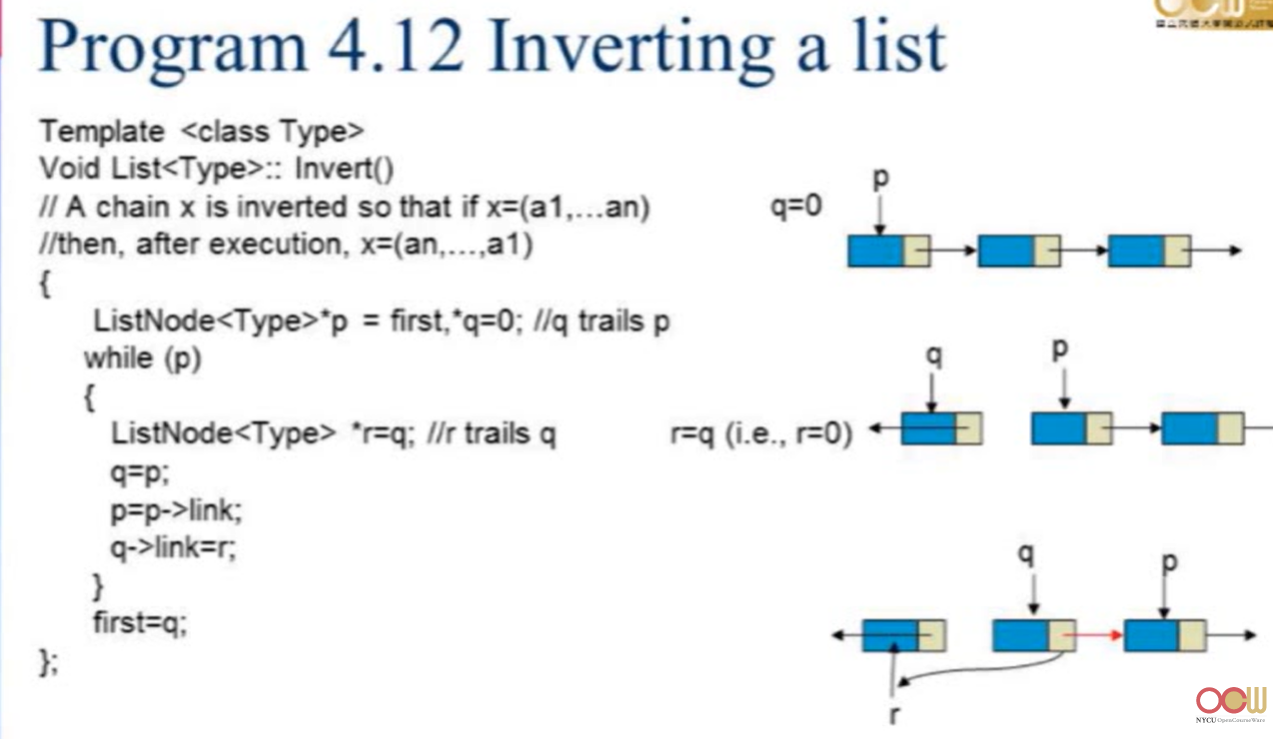 Program 4.12 Inverting a list
Template <class Type>
Void List<Type>:: Invert()
// A chain x is inverted so that if x=(a1,...an)
//then, after execution, x=(an,...,a1)
{
ListNode<Type>*p = first,*q=0; //q trails p
while (p)
{
ListNode<Type> *r=q; //r trails q
q=p;
p=p->link;
q->link=r;
}
first=q;
};
p
q=0
q
p
r=q (i.e., r=0)
q
p
r
OCW
NYCU OpenCourseWare